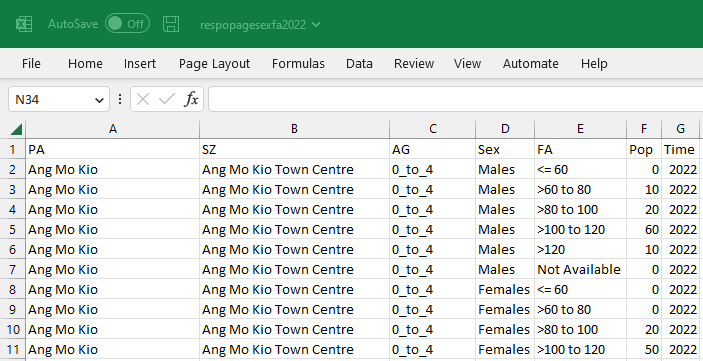 AutoSave Off respopagesexfa2022
File Home Insert Page Layout Formulas Data Review View Automate Help
N34 fx
A B C D E F G
1 PA SZ AG Sex FA Pop Time
2 Ang Mo Kio Ang Mo Kio Town Centre 0_to_4 Males <= 60 0 2022
3 Ang Mo Kio Ang Mo Kio Town Centre 0_to_4 Males >60 to 80 10 2022
4 Ang Mo Kio Ang Mo Kio Town Centre 0_to_4 Males >80 to 100 20 2022
5 Ang Mo Kio Ang Mo Kio Town Centre 0_to_4 Males >100 to 120 60 2022
6 Ang Mo Kio Ang Mo Kio Town Centre 0_to_4 Males >120 10 2022
7 Ang Mo Kio Ang Mo Kio Town Centre 0_to_4 Males Not Available 0 2022
8 Ang Mo Kio Ang Mo Kio Town Centre 0_to_4 Females <= 60 0 2022
9 Ang Mo Kio Ang Mo Kio Town Centre 0_to_4 Females >60 to 80 0 2022
10 Ang Mo Kio Ang Mo Kio Town Centre 0_to_4 Females >80 to 100 20 2022
11 Ang Mo Kio Ang Mo Kio Town Centre 0_to_4 Females >100 to 120 50 2022